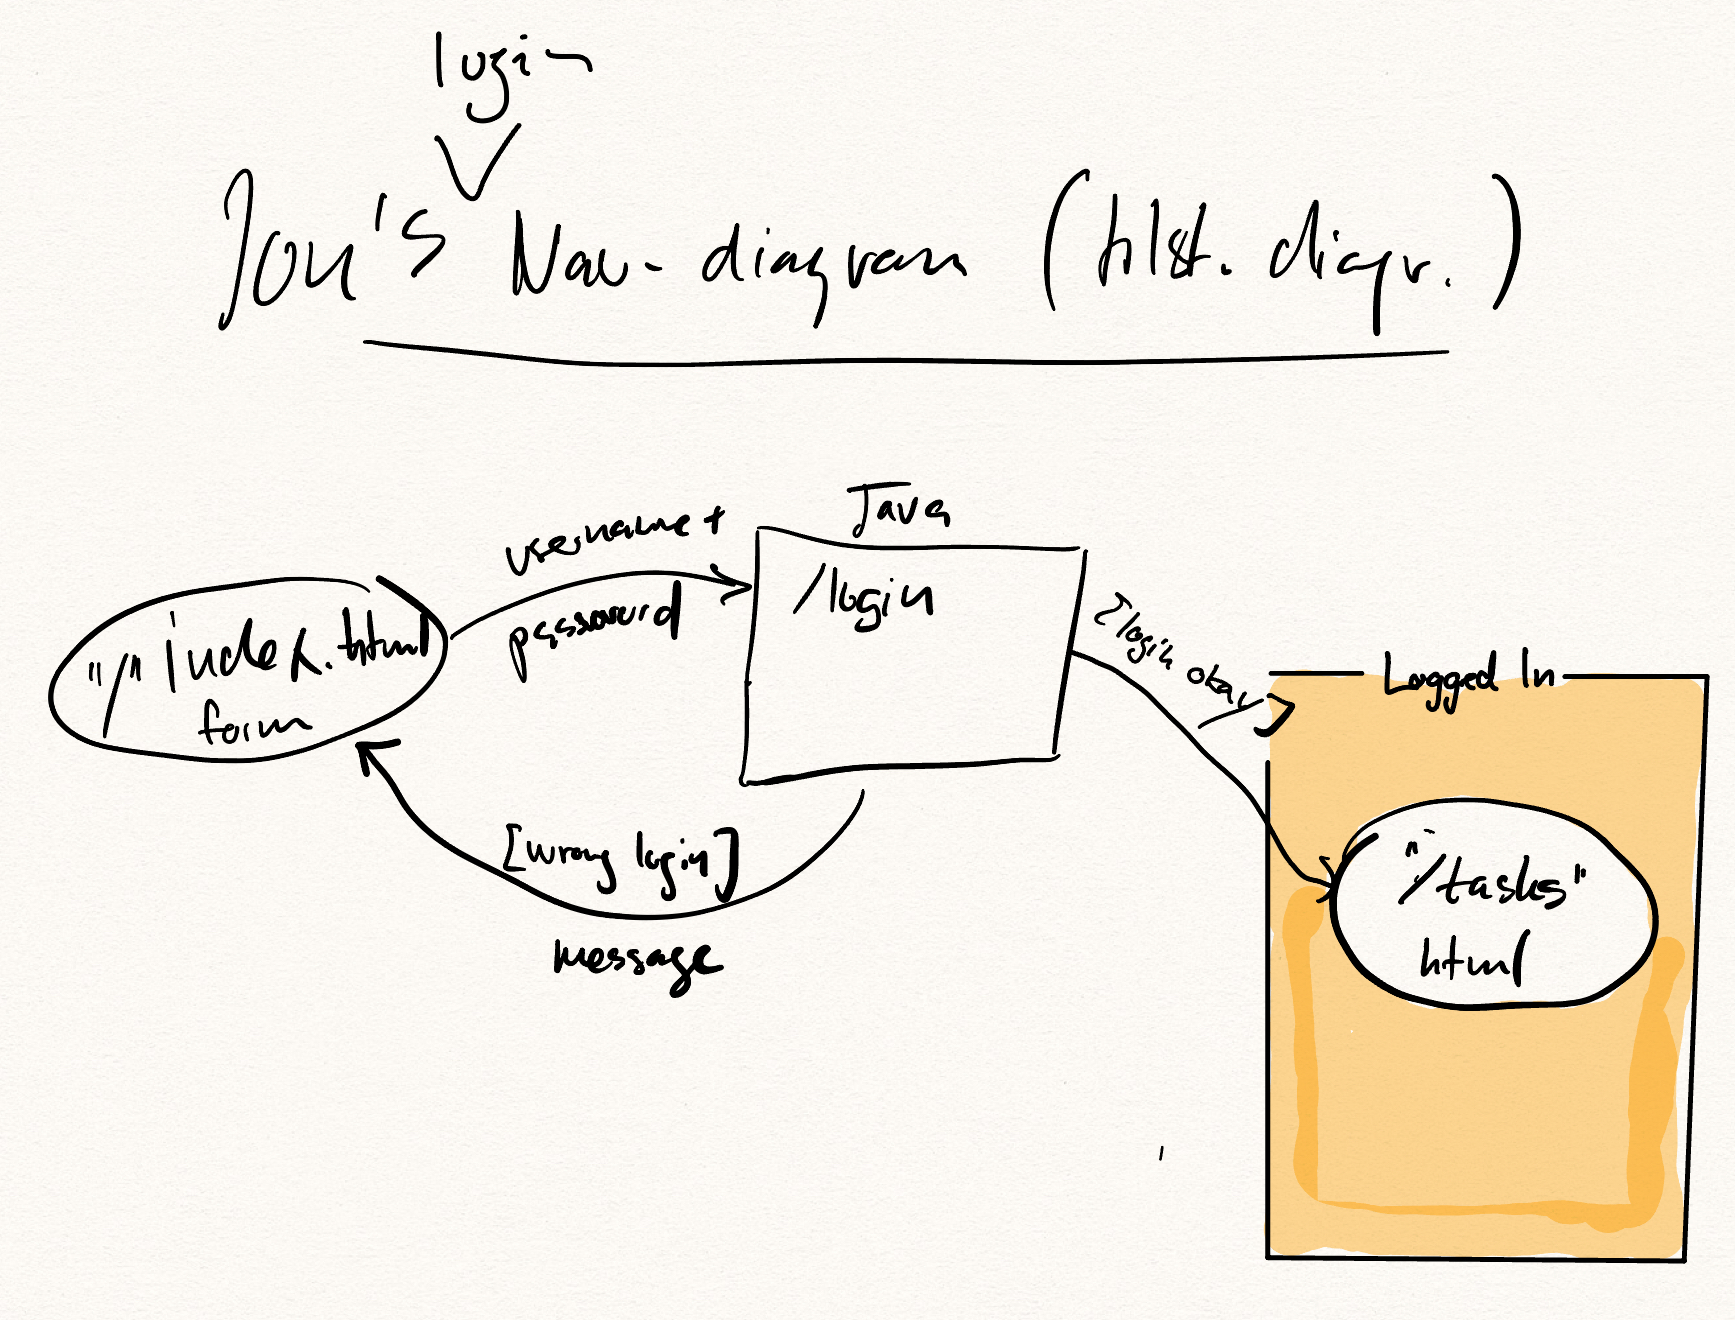 login
Jon's Nav-diagram (tilst. diagr.)
Java
username +
password
/login
"/" index.html
form
[login okay]
Logged In
[wrong login]
message
"/tasks"
html